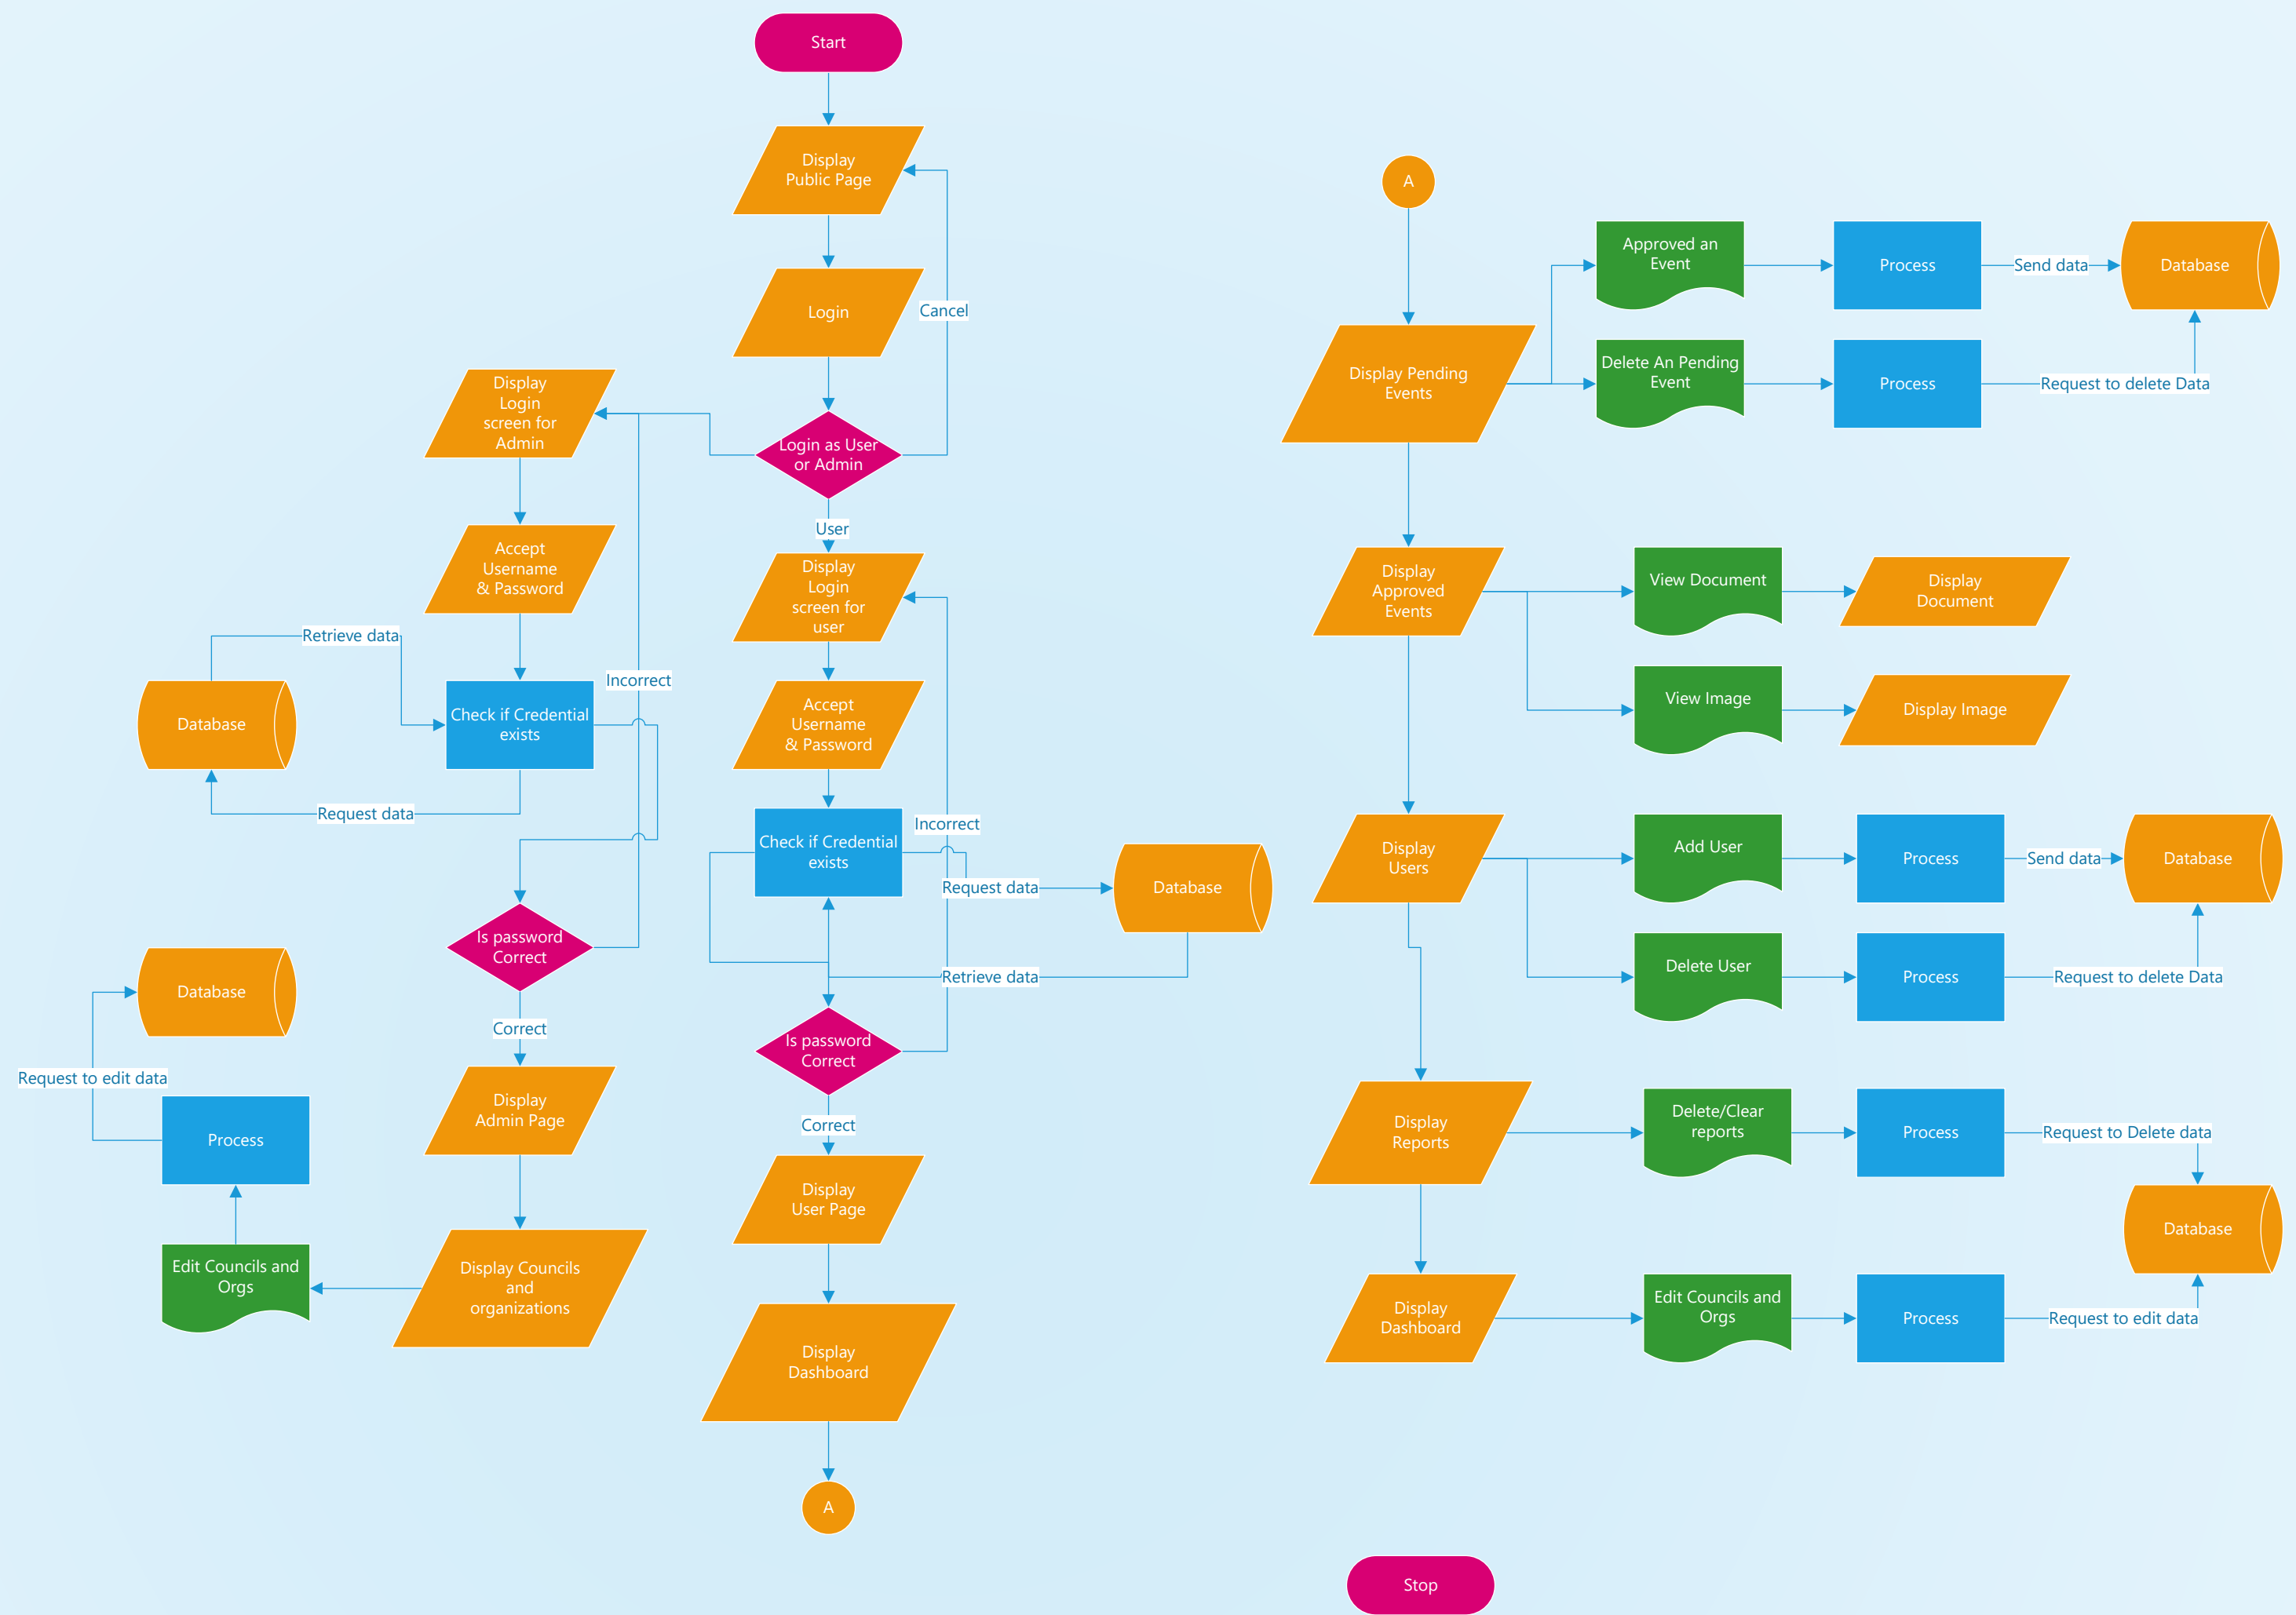 Start
Display
Public Page
Login
Cancel
Login as User
or Admin
User
Display
Login
screen for
Admin
Accept
Username
& Password
Retrieve data
Database
Check if Credential
exists
Incorrect
Request data
Is password
Correct
Correct
Database
Request to edit data
Process
Display
Admin Page
Edit Councils and
Orgs
Display Councils
and
organizations
Display
Login
screen for
user
Accept
Username
& Password
Check if Credential
exists
Incorrect
Request data
Database
Retrieve data
Is password
Correct
Correct
Display
User Page
Display
Dashboard
A
A
Display Pending
Events
Approved an
Event
Process
Send data
Database
Delete An Pending
Event
Process
Request to delete Data
Display
Approved
Events
View Document
Display
Document
View Image
Display Image
Display
Users
Add User
Process
Send data
Database
Delete User
Process
Request to delete Data
Display
Reports
Delete/Clear
reports
Process
Request to Delete data
Database
Display
Dashboard
Edit Councils and
Orgs
Process
Request to edit data
Stop